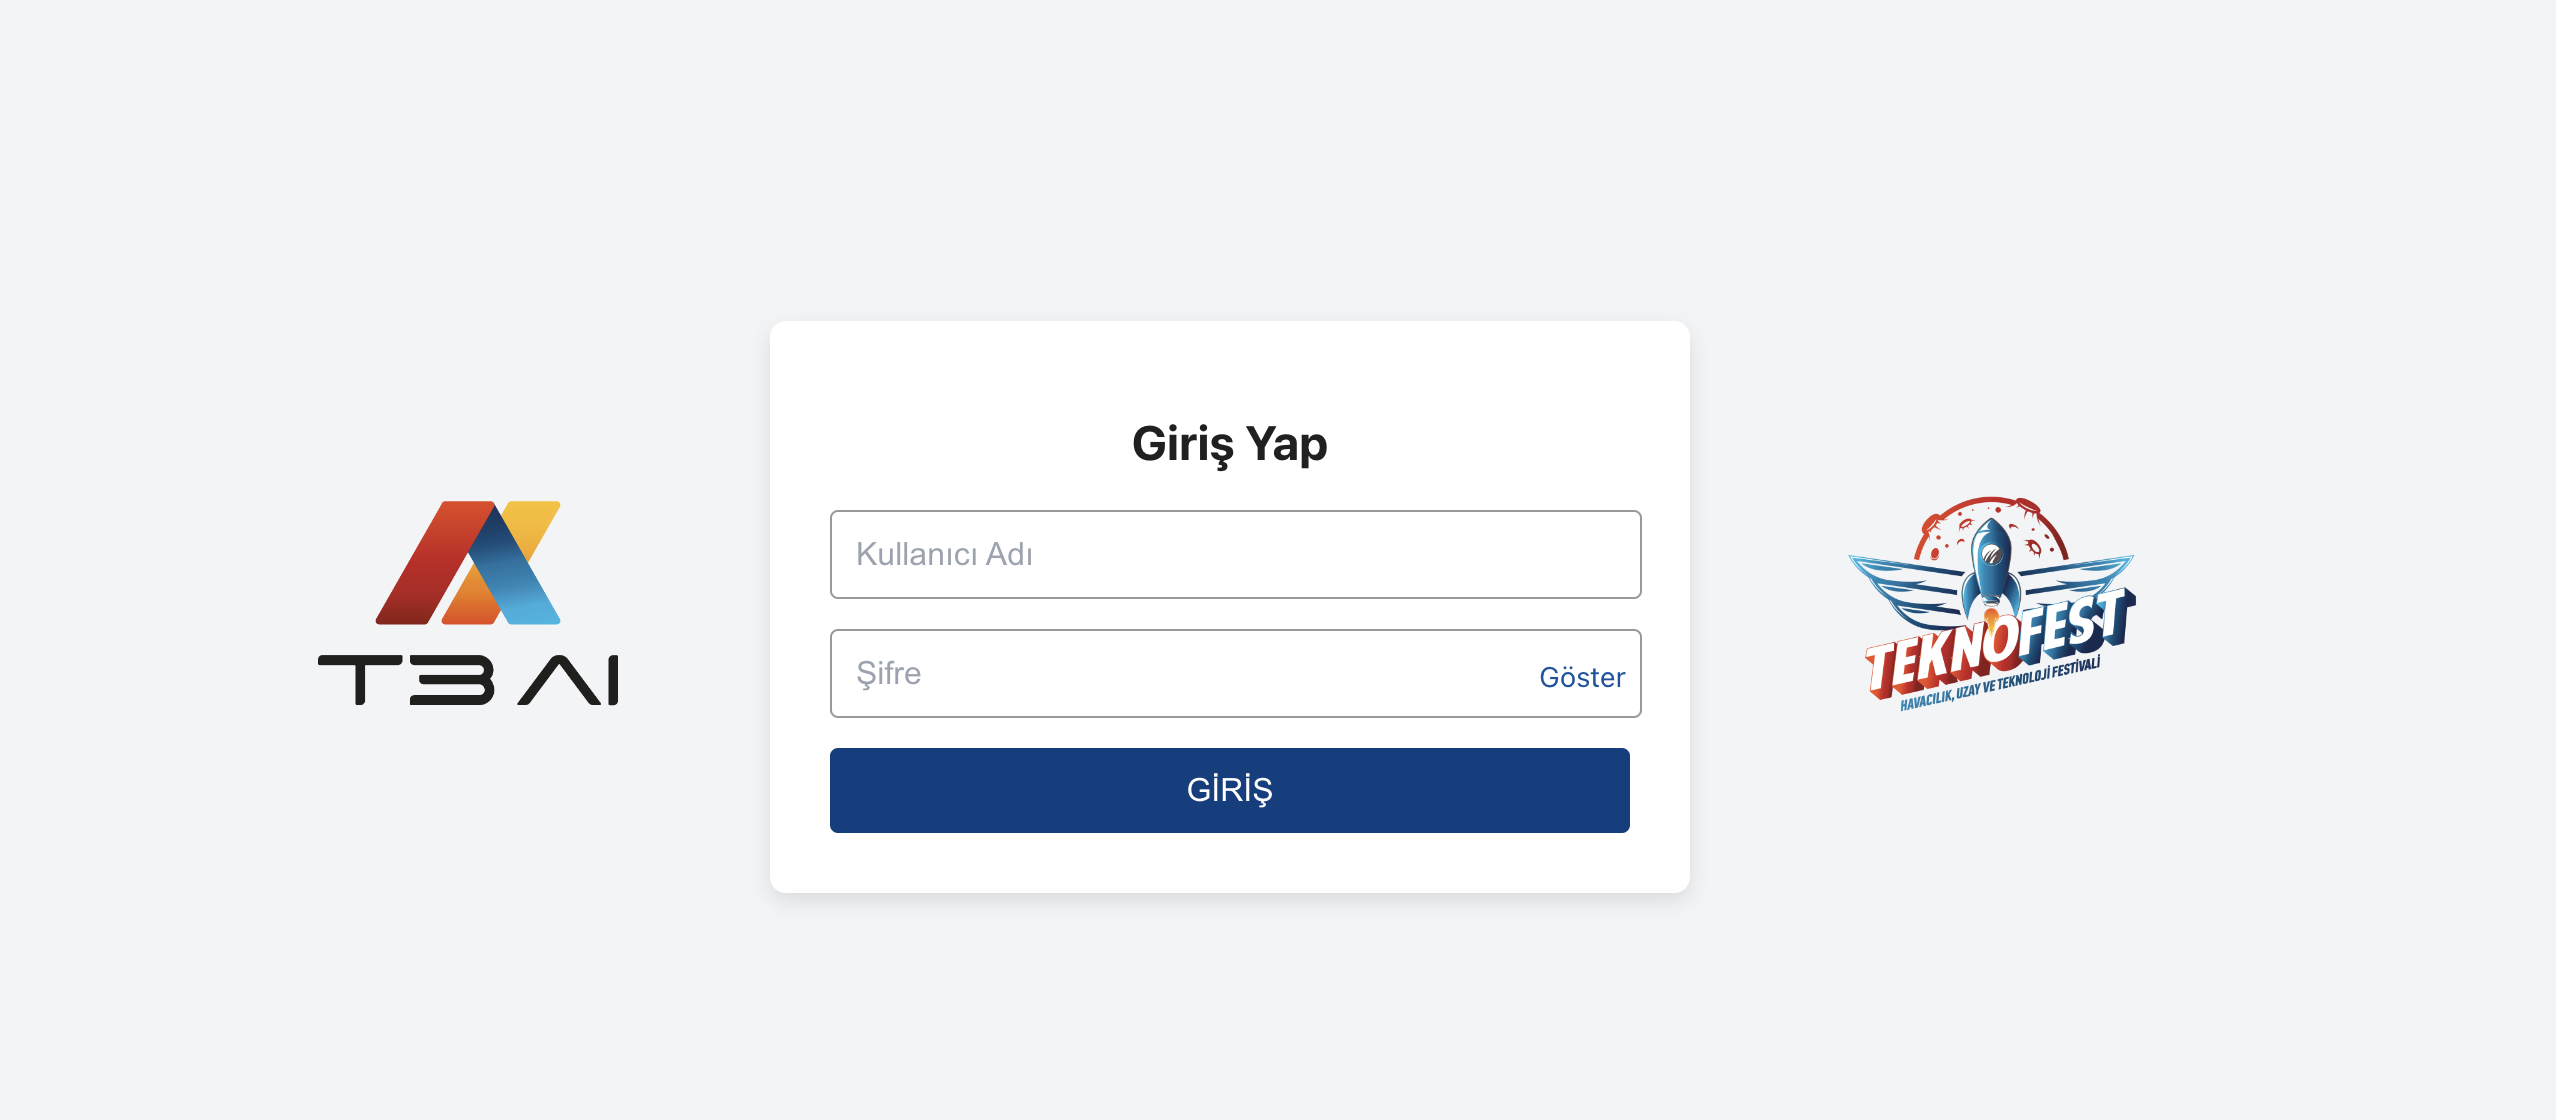 T3 AI
Giriş Yap
Kullanıcı Adı
Şifre
Göster
GİRİŞ
TEKNOFEST
HAVACILIK, UZAY VE TEKNOLOJİ FESTİVALİ